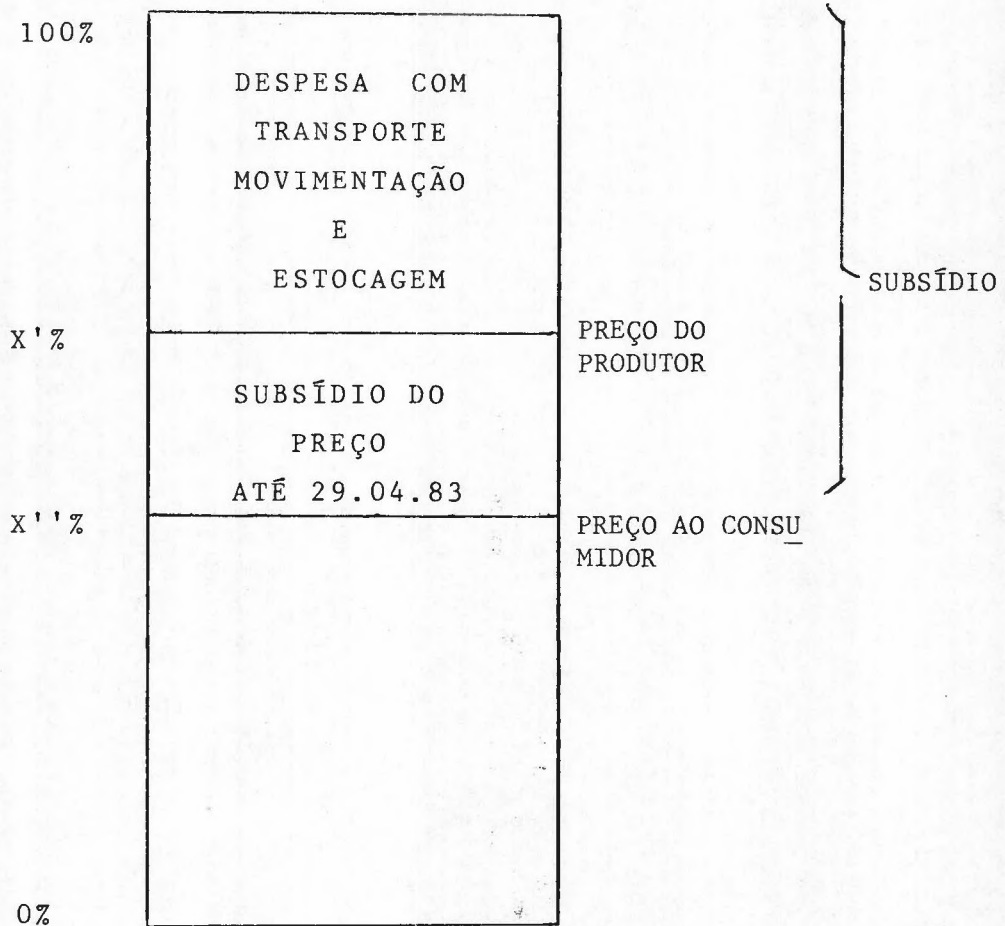 100%
DESPESA COM
TRANSPORTE
MOVIMENTAÇÃO
E
ESTOCAGEM
SUBSÍDIO
X'%
PREÇO DO
PRODUTOR
SUBSÍDIO DO
PREÇO
ATÉ 29.04.83
X''%
PREÇO AO CONSU
MIDOR
0%